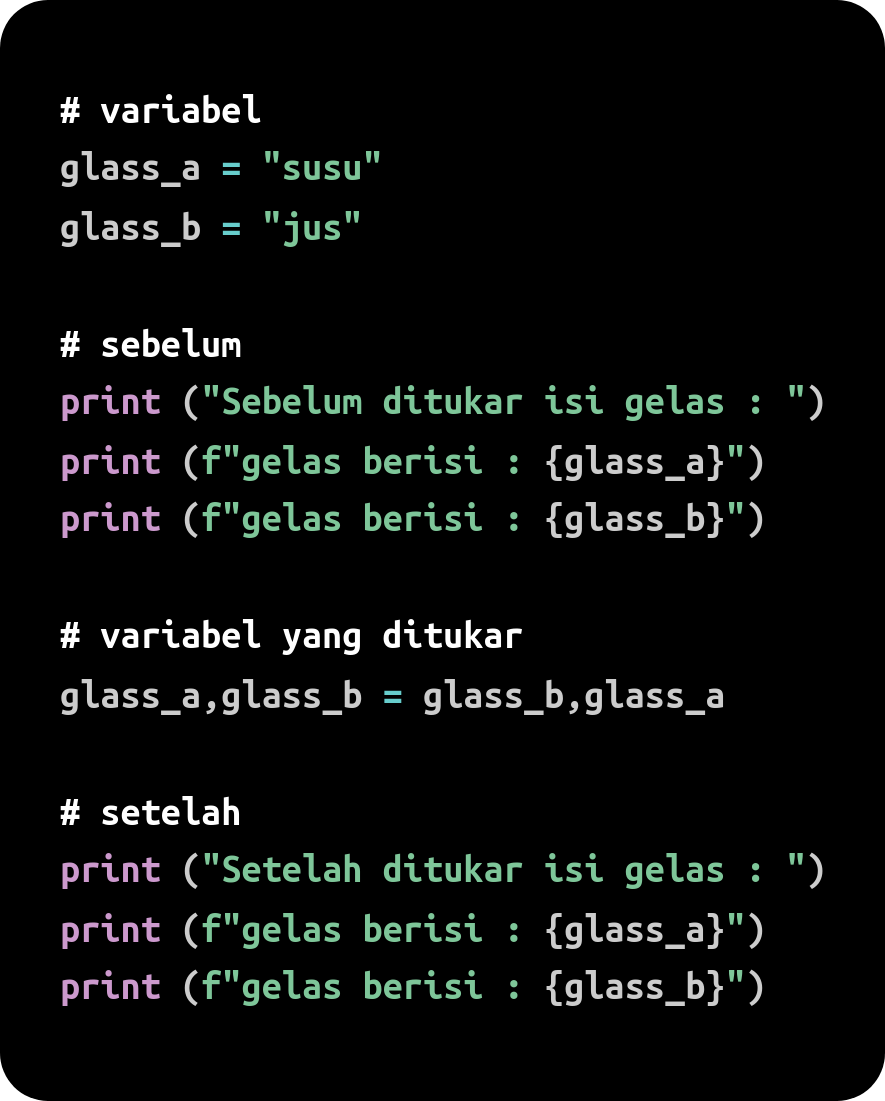 # variabel
glass_a = "susu"
glass_b = "jus"
# sebelum
print ("Sebelum ditukar isi gelas : ")
print (f"gelas berisi : {glass_a}")
print (f"gelas berisi : {glass_b}")
# variabel yang ditukar
glass_a,glass_b = glass_b,glass_a
# setelah
print ("Setelah ditukar isi gelas : ")
print (f"gelas berisi : {glass_a}")
print (f"gelas berisi : {glass_b}")